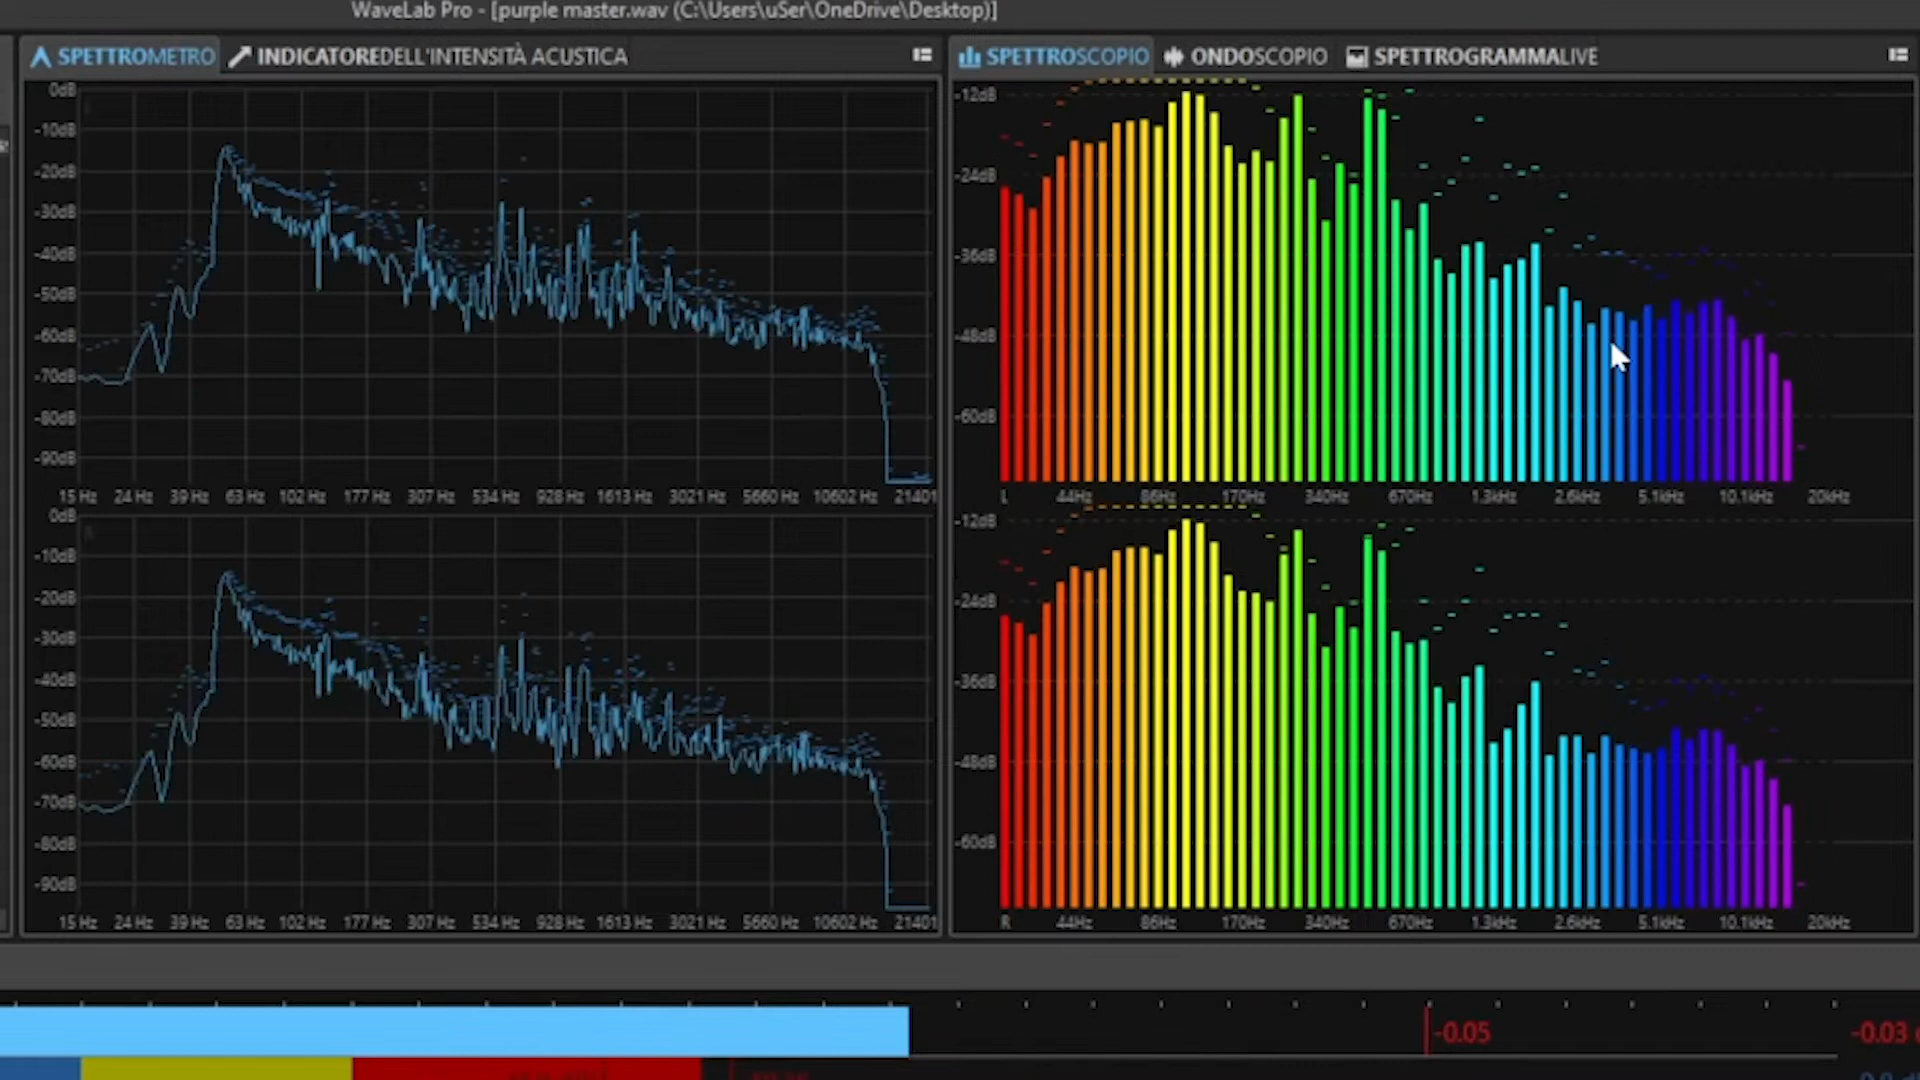 WaveLab Pro - [purple master.wav (C:\Users\uSer\OneDrive\Desktop)]
SPETTROMETRO INDICATOREDELL'INTENSITÀ ACUSTICA
SPETTROSCOPIO ONDOSCOPIO SPETTROGRAMMALIVE
0dB
-10dB
-20dB
-30dB
-40dB
-50dB
-60dB
-70dB
-80dB
-90dB
15 Hz 24 Hz 39 Hz 63 Hz 102 Hz 177 Hz 307 Hz 534 Hz 928 Hz 1613 Hz 3021 Hz 5660 Hz 10602 Hz 21401
0dB
-10dB
-20dB
-30dB
-40dB
-50dB
-60dB
-70dB
-80dB
-90dB
15 Hz 24 Hz 39 Hz 63 Hz 102 Hz 177 Hz 307 Hz 534 Hz 928 Hz 1613 Hz 3021 Hz 5660 Hz 10602 Hz 21401
-12dB
-24dB
-36dB
-48dB
-60dB
L 44Hz 86Hz 170Hz 340Hz 670Hz 1.3kHz 2.6kHz 5.1kHz 10.1kHz 20kHz
-12dB
-24dB
-36dB
-48dB
-60dB
R 44Hz 86Hz 170Hz 340Hz 670Hz 1.3kHz 2.6kHz 5.1kHz 10.1kHz 20kHz
-0.05 -0.03